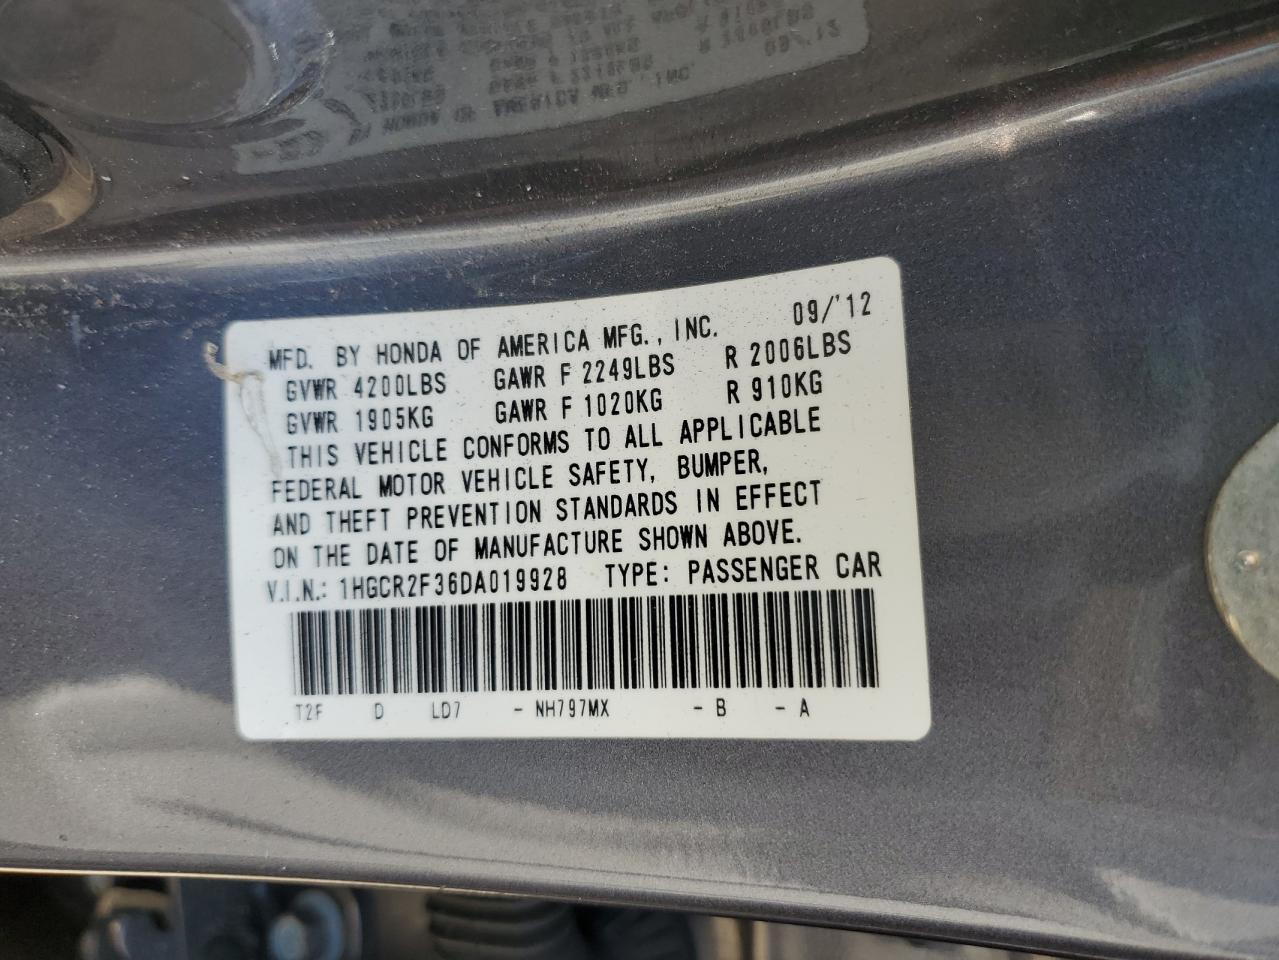 09/'12
MFD. BY HONDA OF AMERICA MFG., INC.
GVWR 4200LBS GAWR F 2249LBS R 2006LBS
GVWR 1905KG GAWR F 1020KG R 910KG
THIS VEHICLE CONFORMS TO ALL APPLICABLE
FEDERAL MOTOR VEHICLE SAFETY, BUMPER,
AND THEFT PREVENTION STANDARDS IN EFFECT
ON THE DATE OF MANUFACTURE SHOWN ABOVE.
V.I.N.: 1HGCR2F36DA019928 TYPE: PASSENGER CAR
T2F D LD7 - NH797MX - B - A